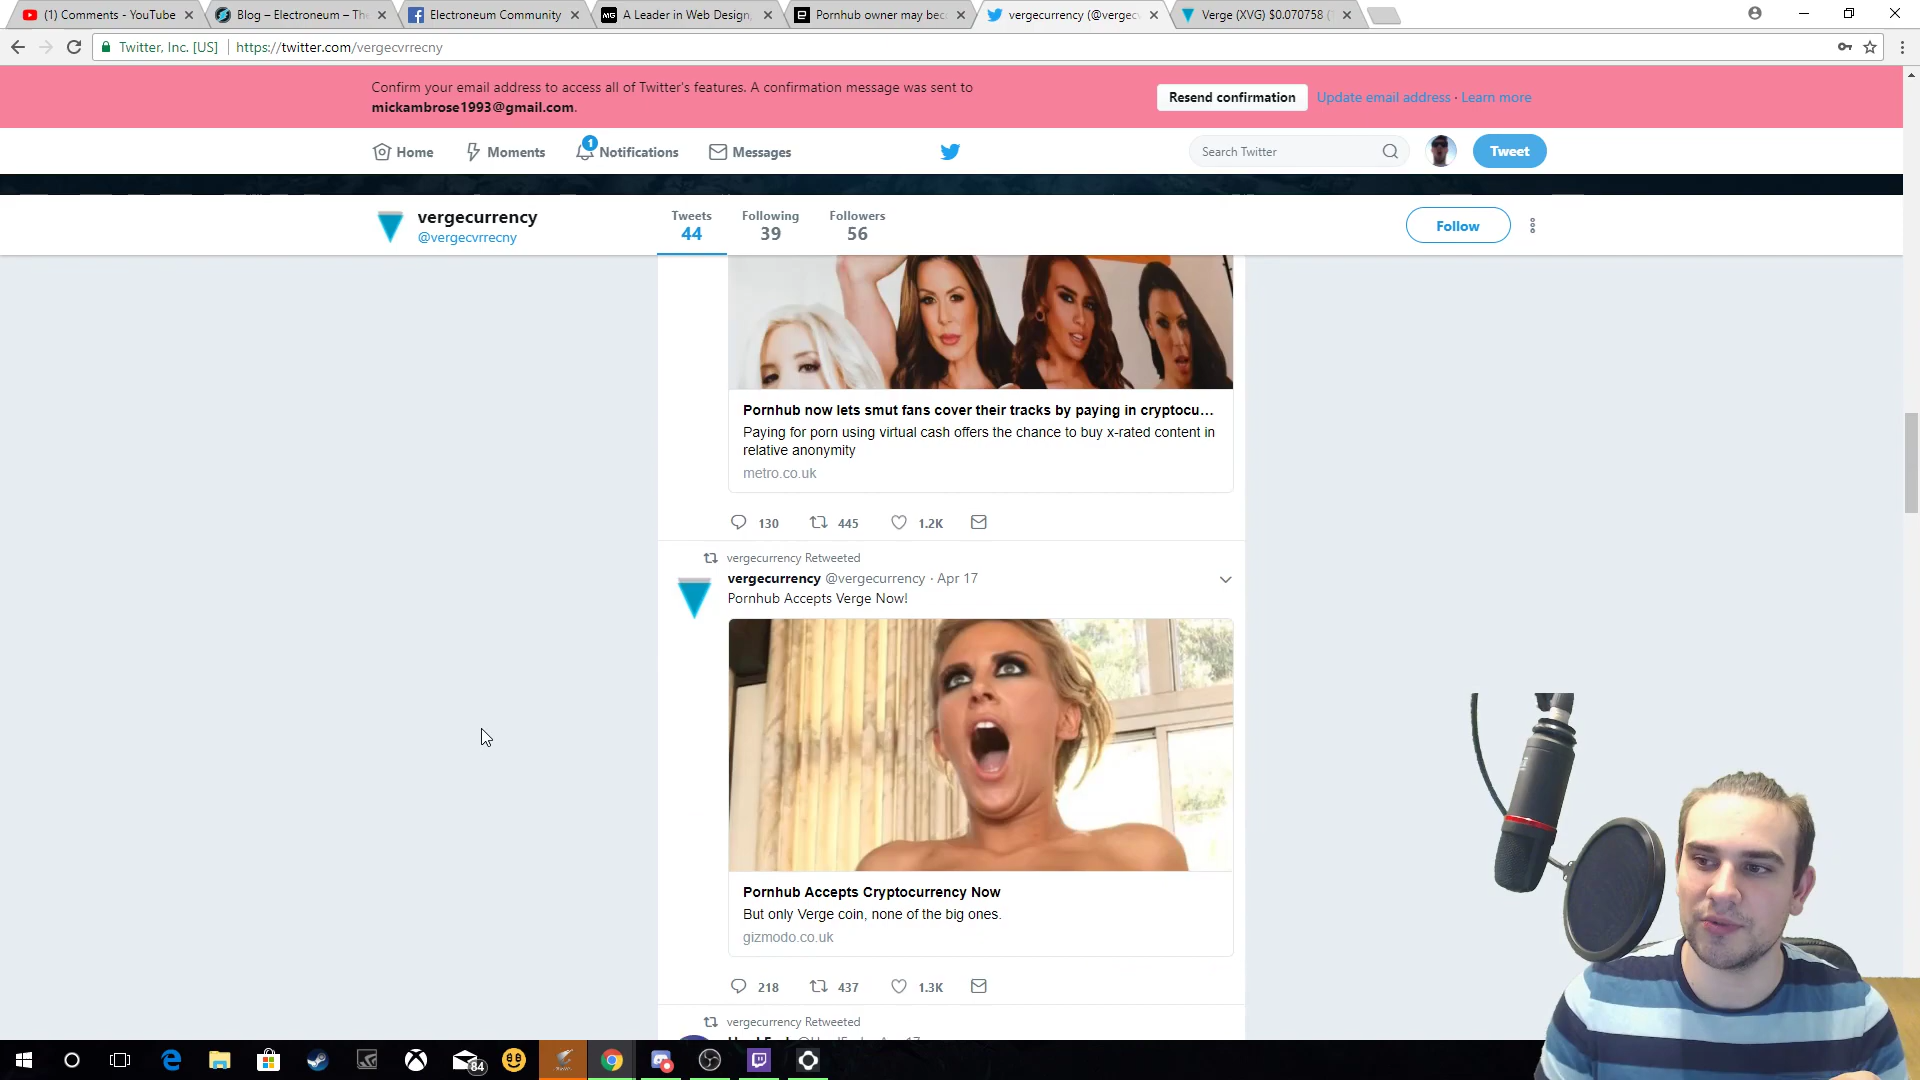 (1) Comments - YouTube
Blog – Electroneum – The
Electroneum Community
A Leader in Web Design,
Pornhub owner may bec
vergecurrency (@vergec
Verge (XVG) $0.070758 (
Twitter, Inc. [US]
https://twitter.com/vergecvrrecny
Confirm your email address to access all of Twitter's features. A confirmation message was sent to
mickambrose1993@gmail.com.
Resend confirmation
Update email address · Learn more
Home
Moments
1
Notifications
Messages
Search Twitter
Tweet
vergecurrency
@vergecvrrecny
Tweets
44
Following
39
Followers
56
Follow
Pornhub now lets smut fans cover their tracks by paying in cryptocu...
Paying for porn using virtual cash offers the chance to buy x-rated content in
relative anonymity
metro.co.uk
130 445 1.2K
vergecurrency Retweeted
vergecurrency @vergecurrency · Apr 17
Pornhub Accepts Verge Now!
Pornhub Accepts Cryptocurrency Now
But only Verge coin, none of the big ones.
gizmodo.co.uk
218 437 1.3K
vergecurrency Retweeted
84